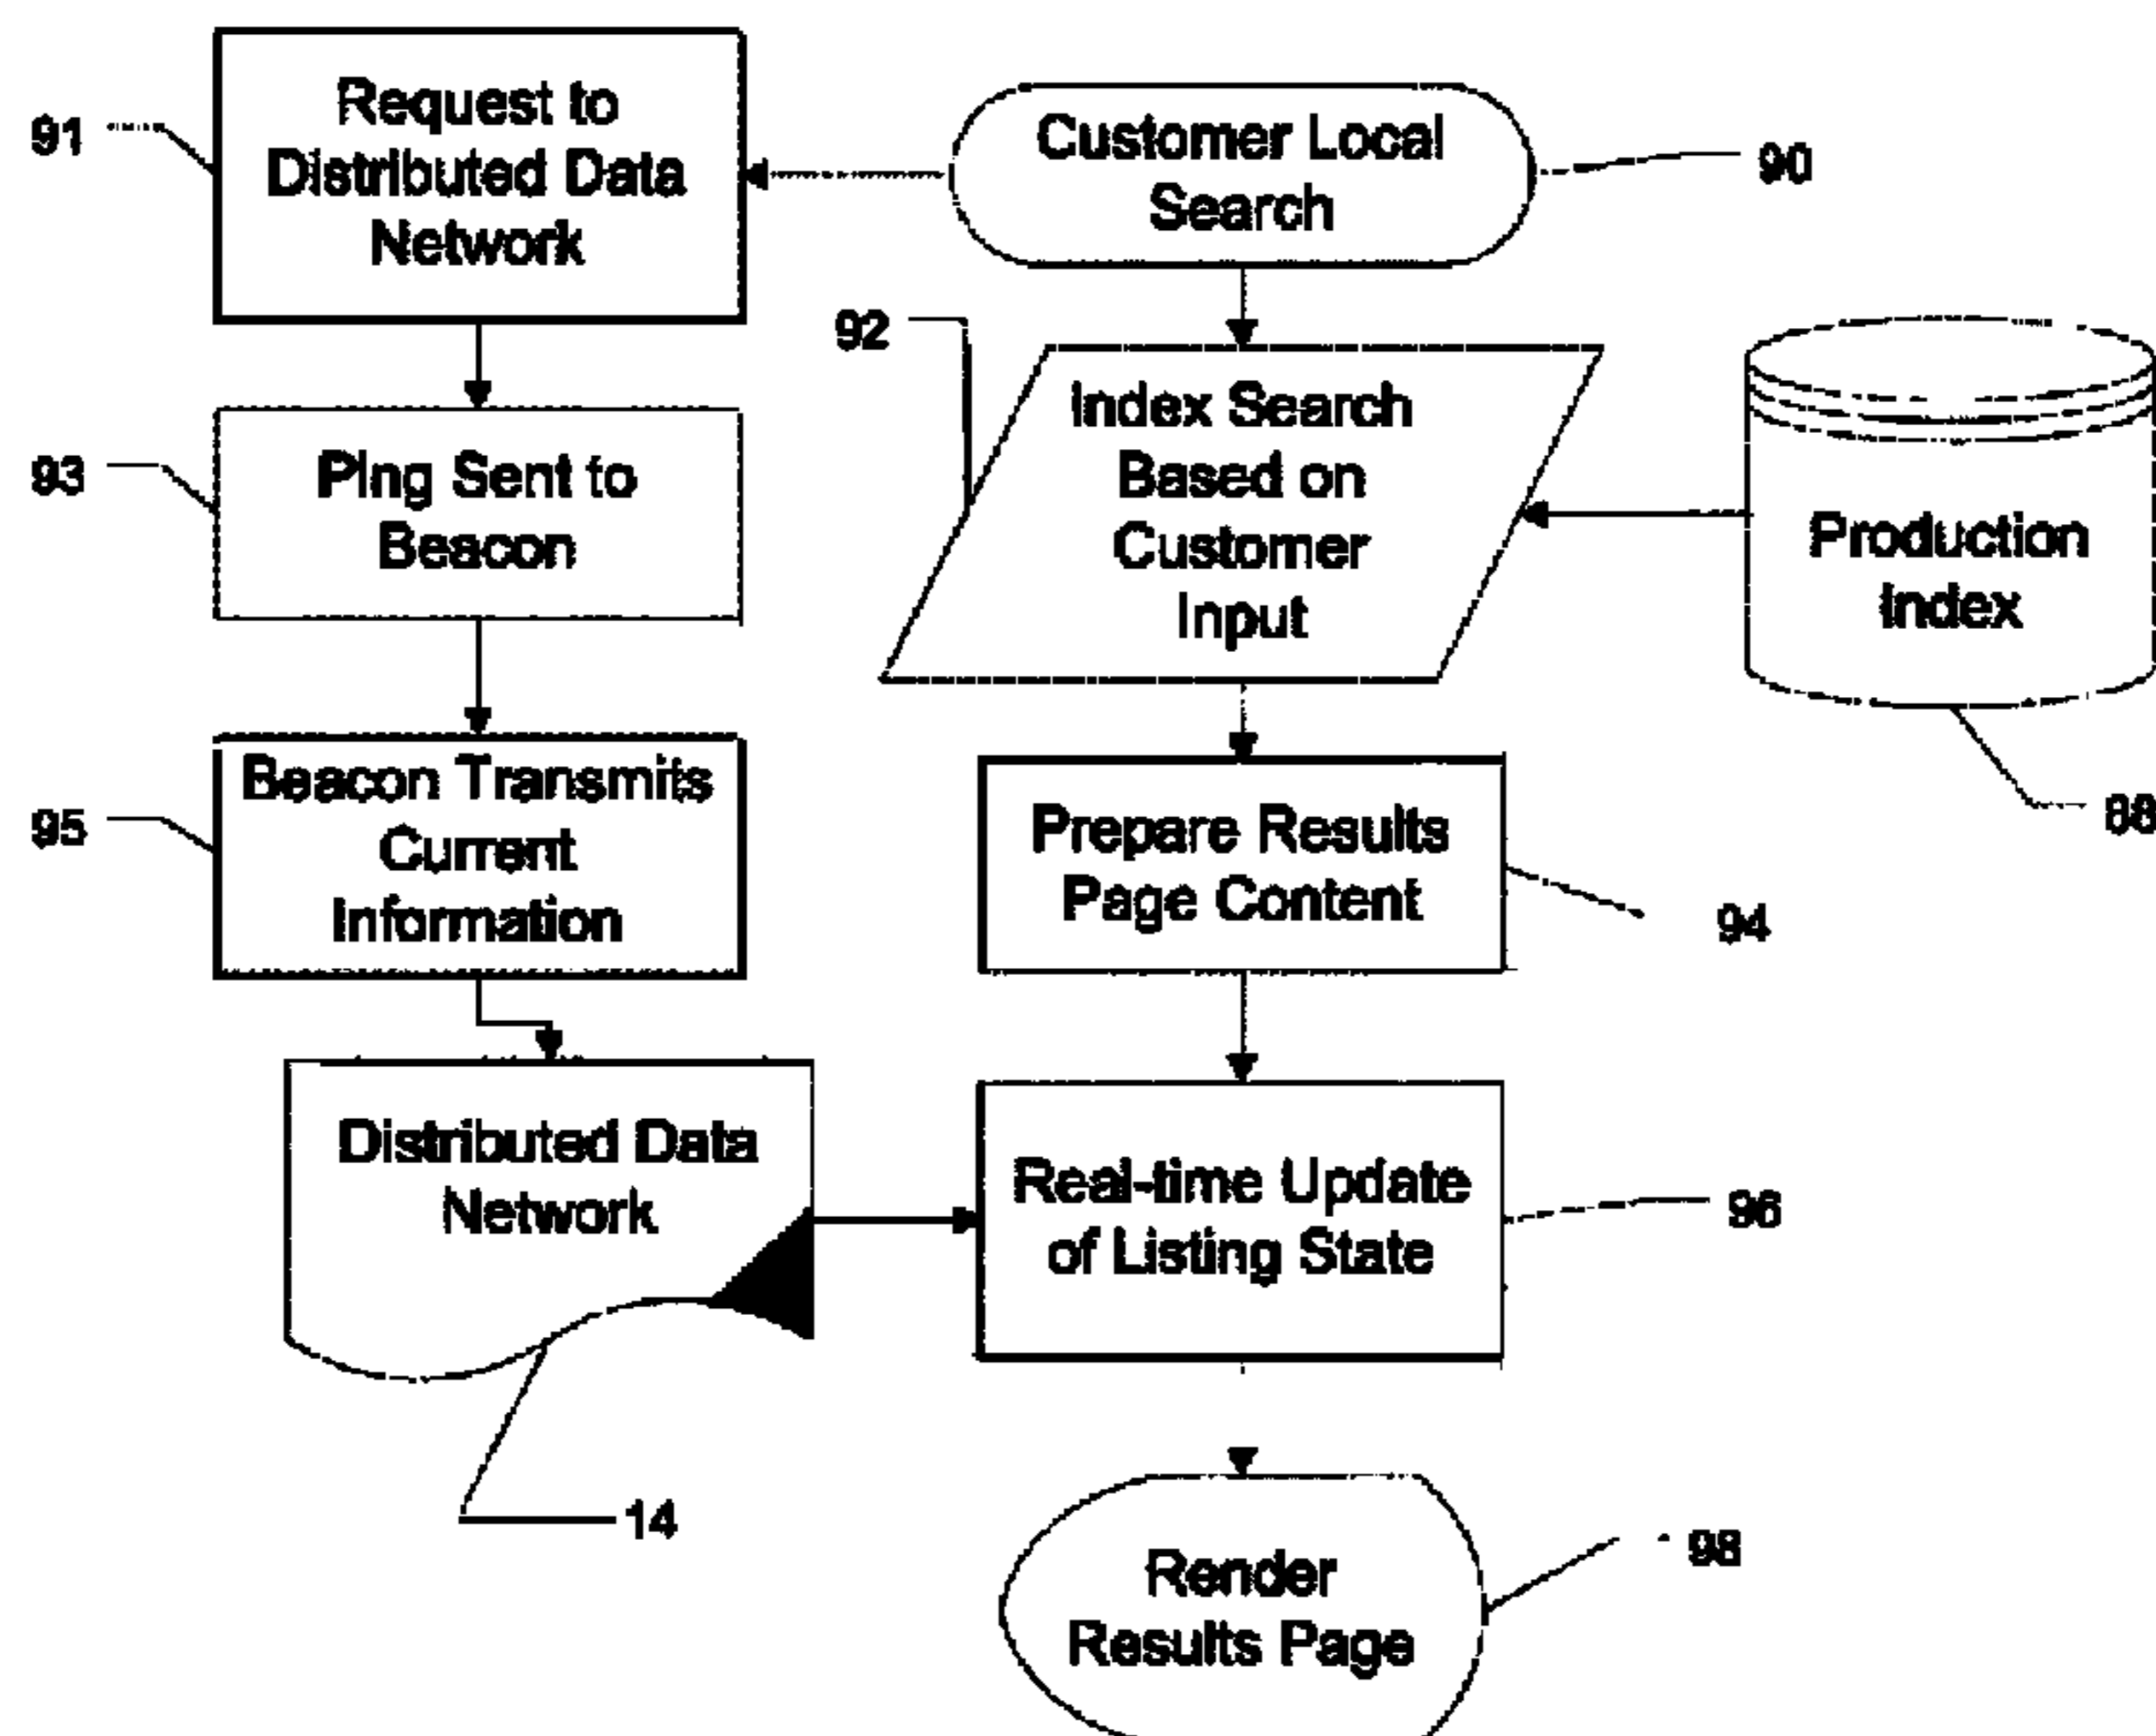 91
Request to
Distributed Data
Network
Customer Local
Search
90
92
93
Ping Sent to
Beacon
Index Search
Based on
Customer
Input
Production
Index
95
Beacon Transmits
Current
Information
Prepare Results
Page Content
94
Distributed Data
Network
Real-time Update
of Listing State
96
14
Render
Results Page
98